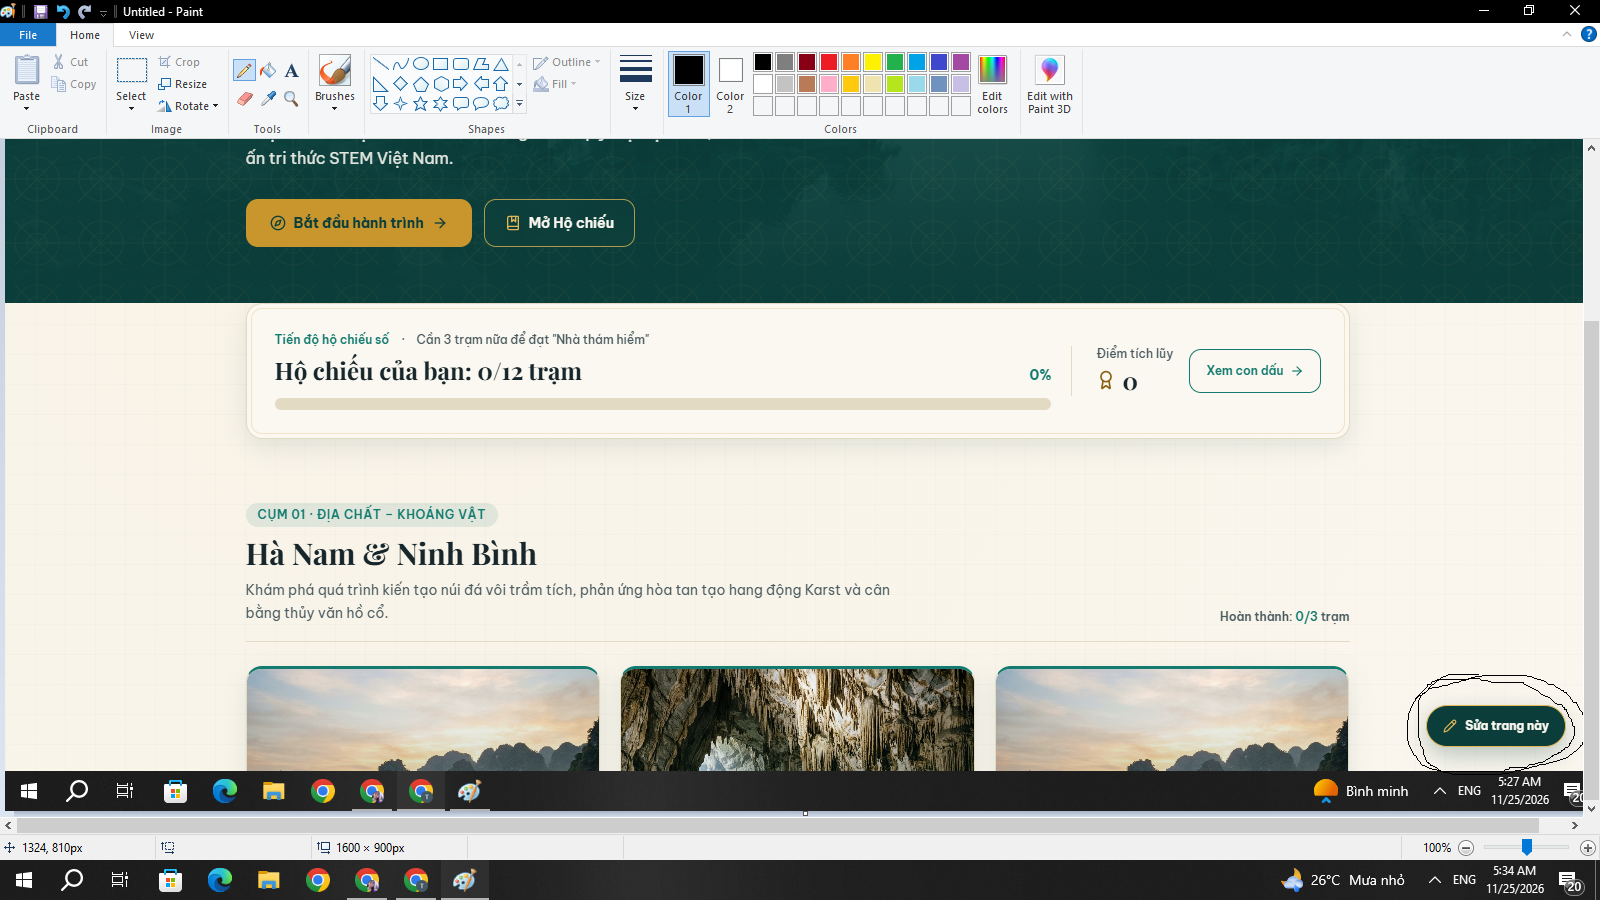 Untitled - Paint
File
Home
View
Paste
Cut
Copy
Clipboard
Select
Crop
Resize
Rotate
Image
Tools
Brushes
Outline
Fill
Shapes
Size
Color
1
Color
2
Edit
colors
Colors
Edit with
Paint 3D
ấn tri thức STEM Việt Nam.
Bắt đầu hành trình
Mở Hộ chiếu
Tiến độ hộ chiếu số · Cần 3 trạm nữa để đạt "Nhà thám hiểm"
Hộ chiếu của bạn: 0/12 trạm
0%
Điểm tích lũy
0
Xem con dấu
CỤM 01 · ĐỊA CHẤT – KHOÁNG VẬT
Hà Nam & Ninh Bình
Khám phá quá trình kiến tạo núi đá vôi trầm tích, phản ứng hòa tan tạo hang động Karst và cân
bằng thủy văn hồ cổ.
Hoàn thành: 0/3 trạm
Sửa trang này
Bình minh
ENG
5:27 AM
11/25/2026
20
1324, 810px
1600 × 900px
100%
26°C Mưa nhỏ
ENG
5:34 AM
11/25/2026
20